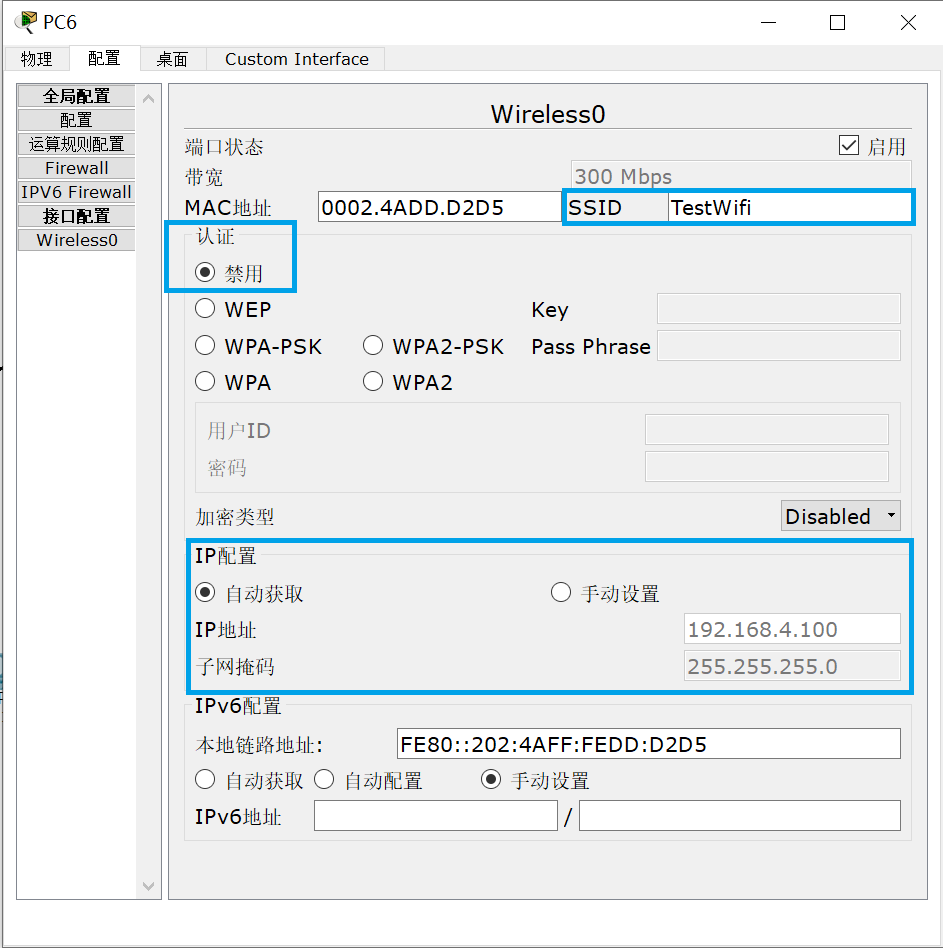 PC6
物理 配置 桌面 Custom Interface
全局配置
配置
运算规则配置
Firewall
IPV6 Firewall
接口配置
Wireless0
Wireless0
端口状态 启用
带宽 300 Mbps
MAC地址 0002.4ADD.D2D5 SSID TestWifi
认证
禁用
WEP Key
WPA-PSK WPA2-PSK Pass Phrase
WPA WPA2
用户ID
密码
加密类型 Disabled
IP配置
自动获取 手动设置
IP地址 192.168.4.100
子网掩码 255.255.255.0
IPv6配置
本地链路地址: FE80::202:4AFF:FEDD:D2D5
自动获取 自动配置 手动设置
IPv6地址 /